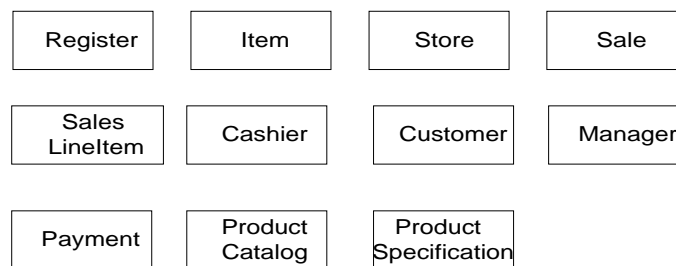 Register Item Store Sale
Sales
LineItem
Cashier Customer Manager
Payment
Product
Catalog
Product
Specification